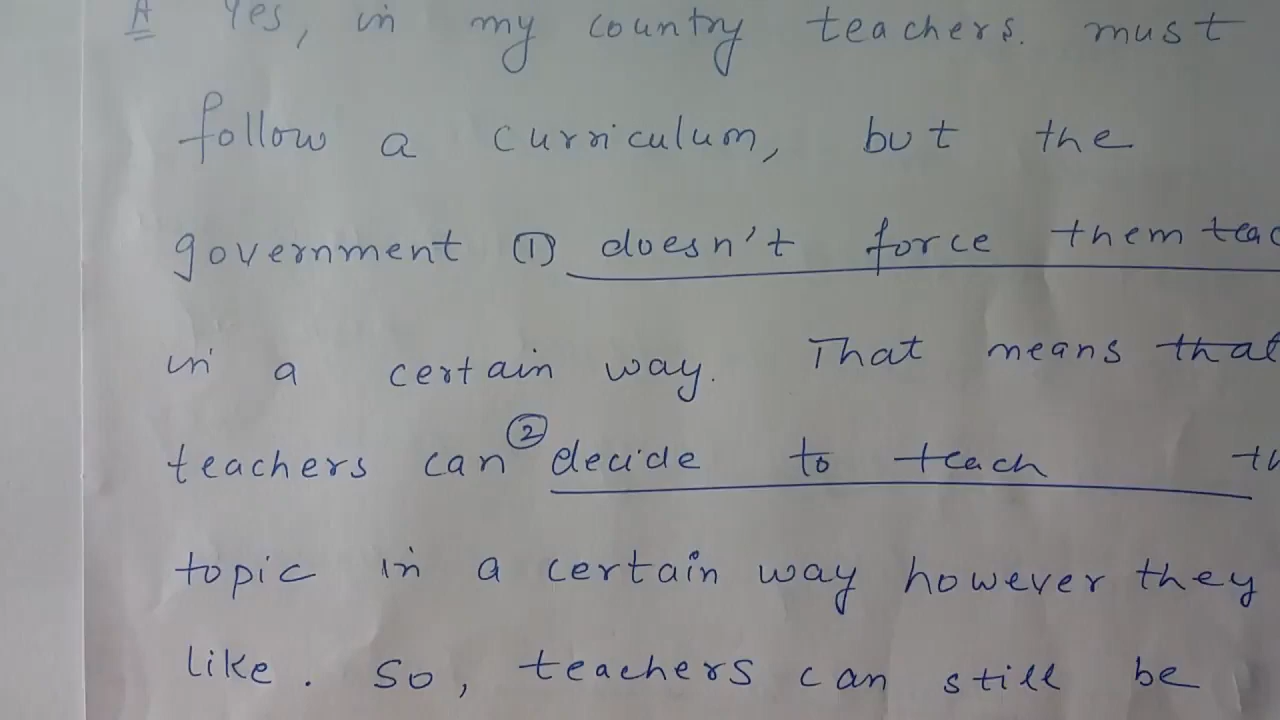 A Yes, in my country teachers. must
follow a curriculum, but the
government ① doesn't force them
in a certain way. That means that
teachers can ② decide to teach
topic in a certain way however they
like. So, teachers can still be